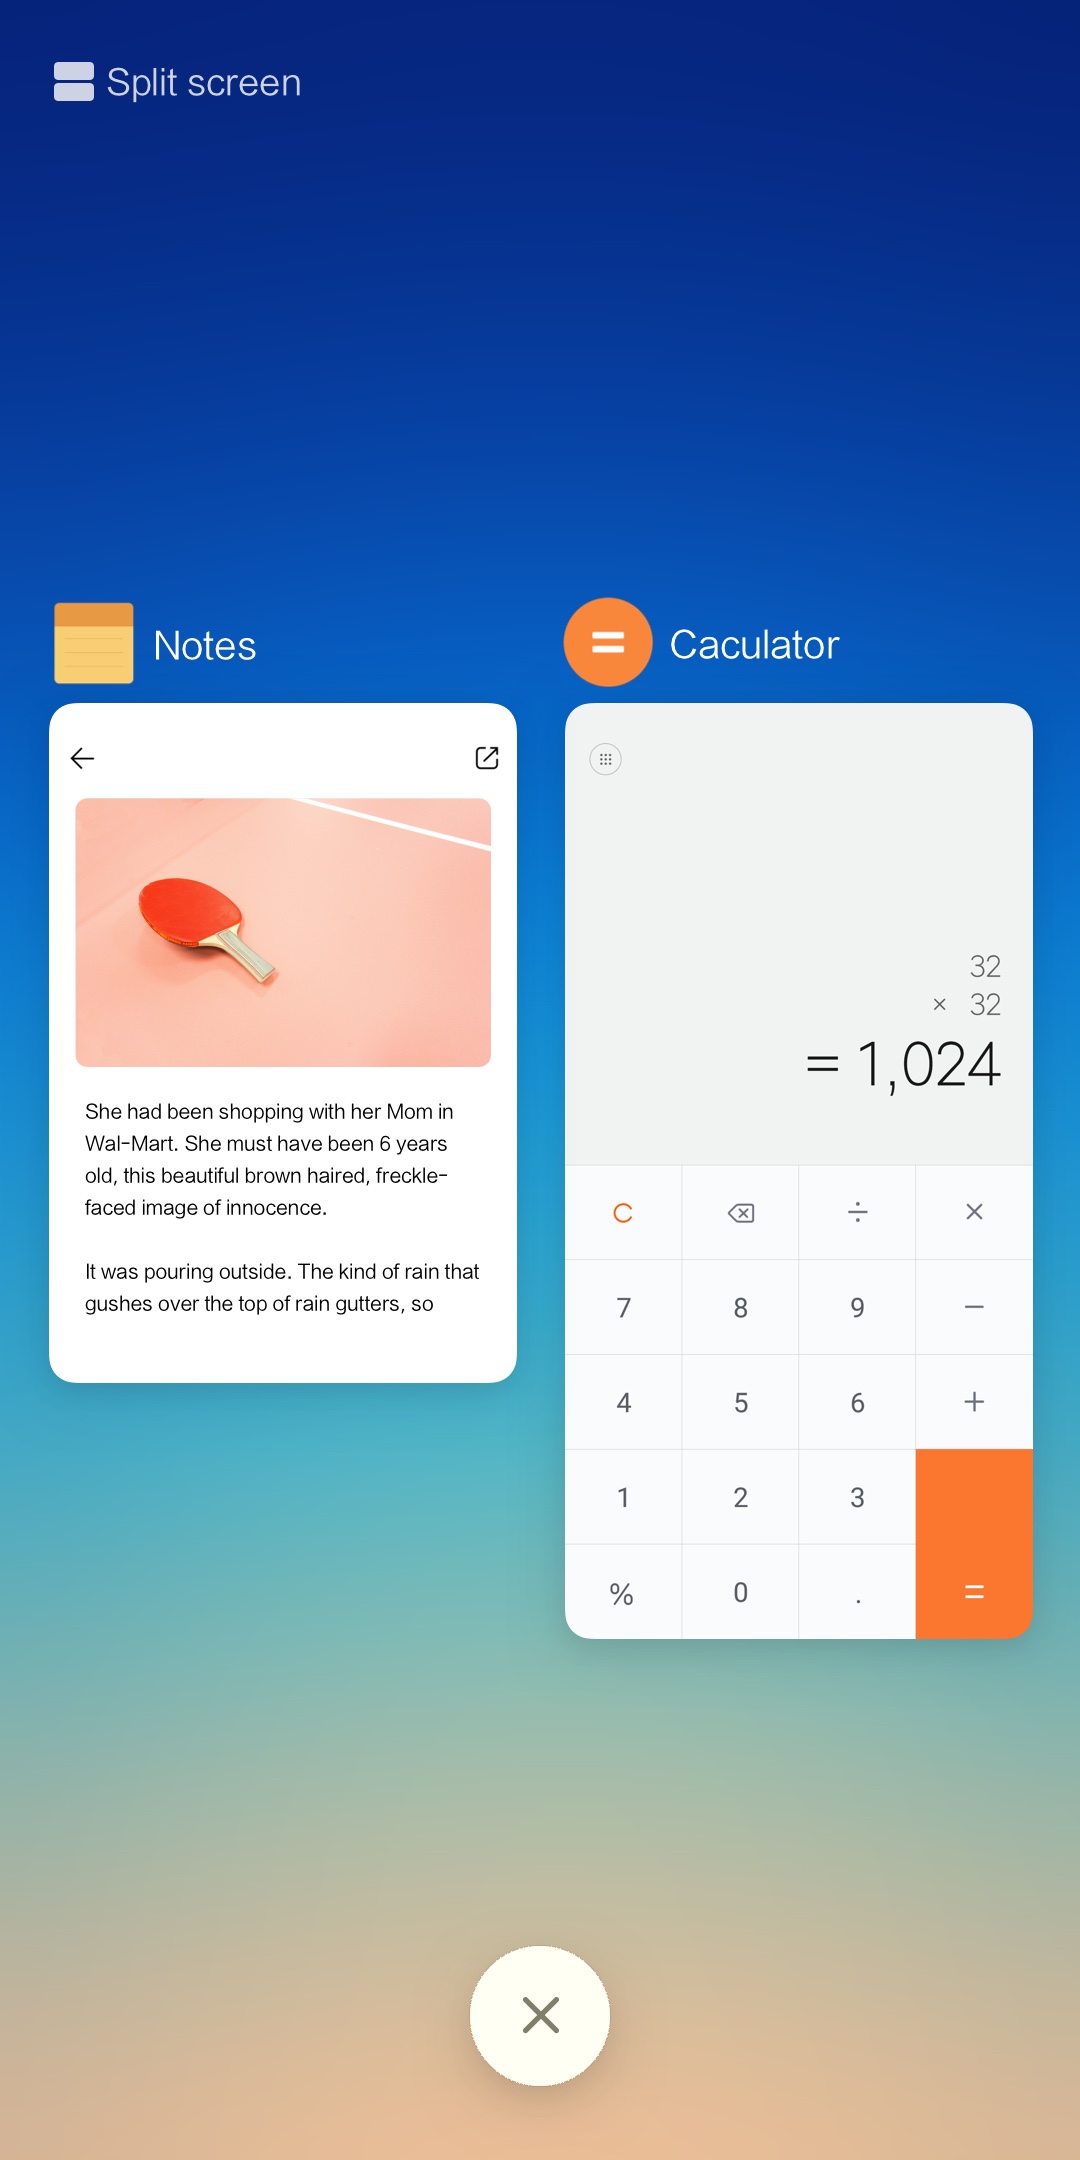 Split screen
Notes
Caculator
She had been shopping with her Mom in
Wal-Mart. She must have been 6 years
old, this beautiful brown haired, freckle-
faced image of innocence.
It was pouring outside. The kind of rain that
gushes over the top of rain gutters, so
32
× 32
= 1,024
C ÷ ×
7 8 9 −
4 5 6 +
1 2 3
% 0 . =